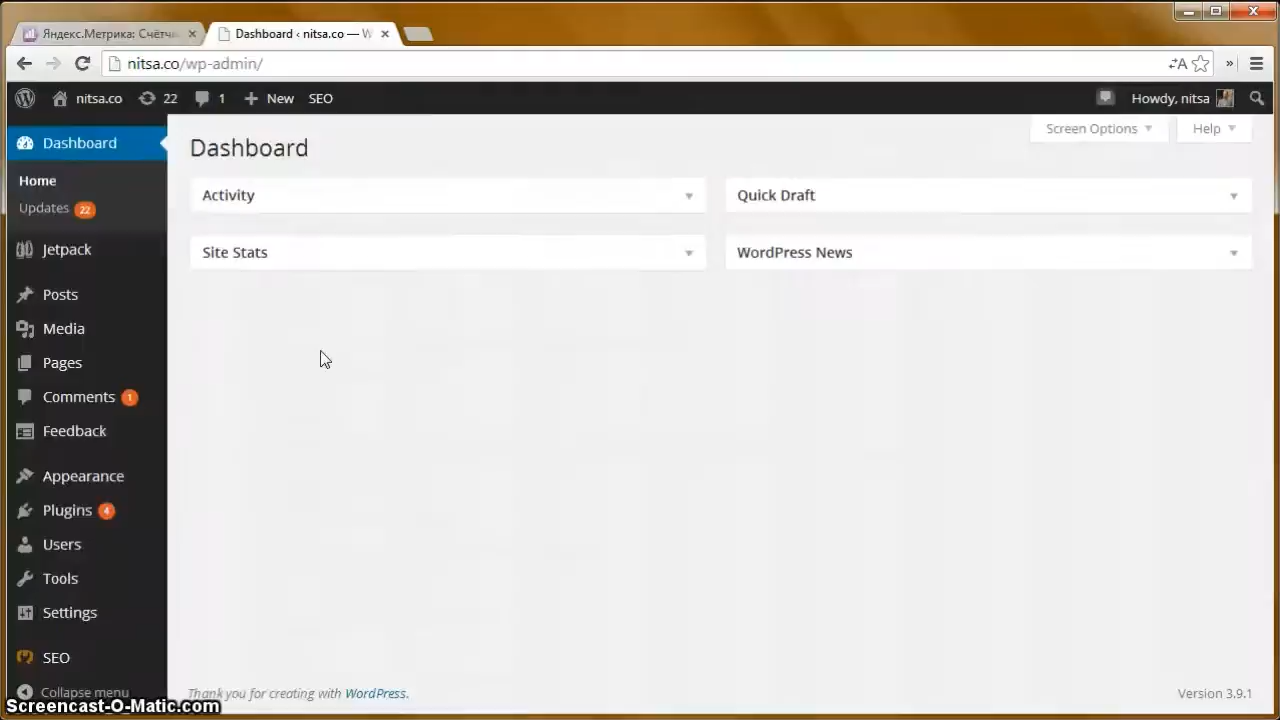 Яндекс.Метрика: Счётч
Dashboard ‹ nitsa.co — W
nitsa.co/wp-admin/
nitsa.co 22 1 New SEO
Howdy, nitsa
Dashboard
Home
Updates 22
Jetpack
Posts
Media
Pages
Comments 1
Feedback
Appearance
Plugins 4
Users
Tools
Settings
SEO
Collapse menu
Screen Options
Help
Dashboard
Activity
Quick Draft
Site Stats
WordPress News
Thank you for creating with WordPress.
Version 3.9.1
Screencast-O-Matic.com